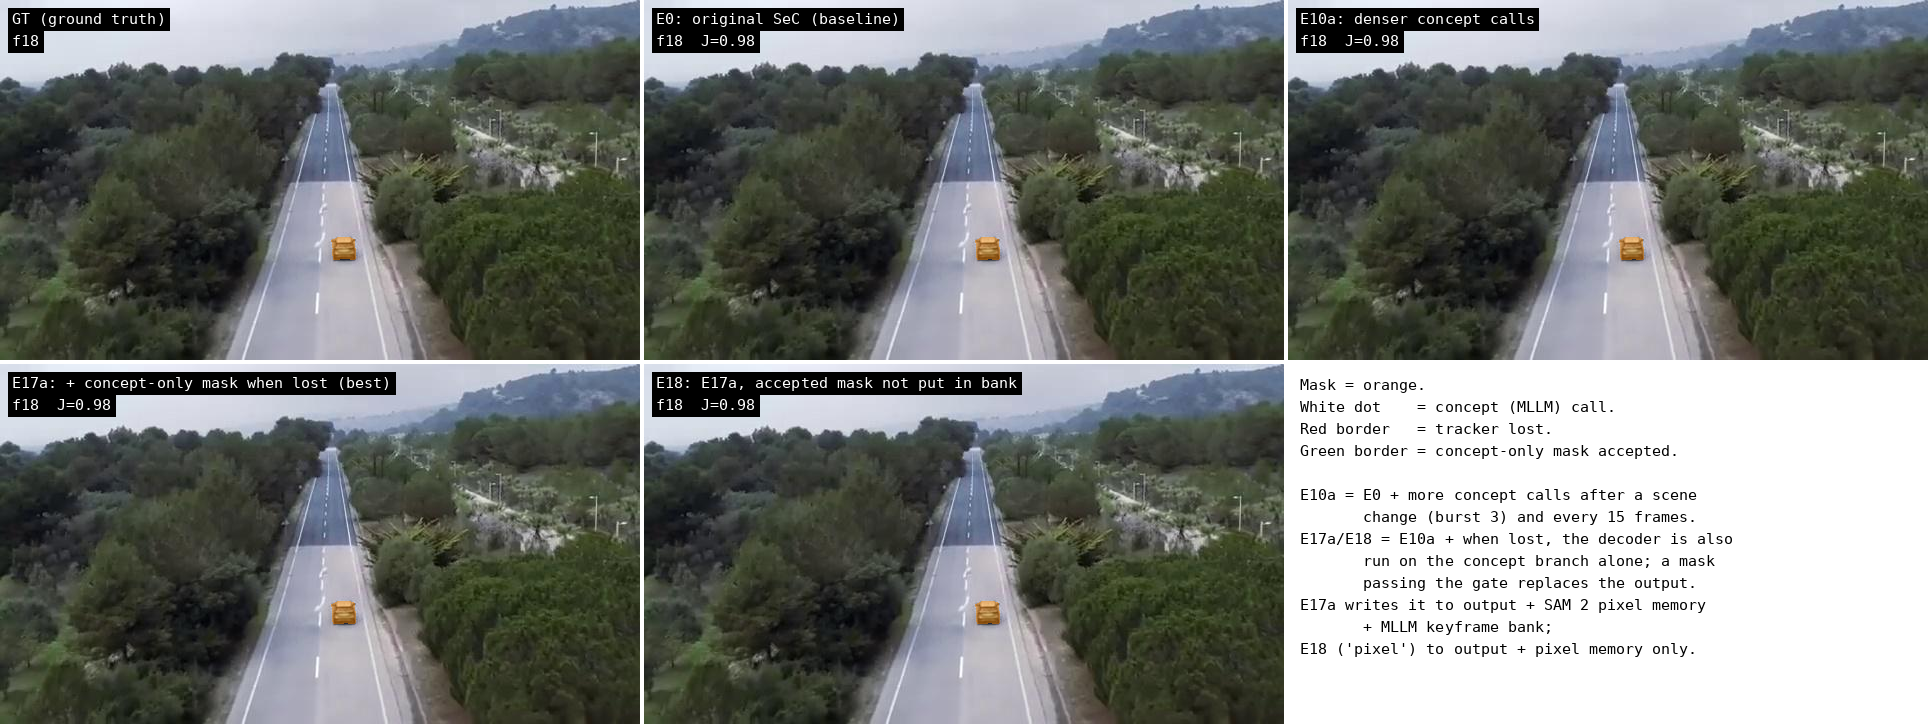 GT (ground truth)
f18
E0: original SeC (baseline)
f18  J=0.98
E10a: denser concept calls
f18  J=0.98
E17a: + concept-only mask when lost (best)
f18  J=0.98
E18: E17a, accepted mask not put in bank
f18  J=0.98
Mask = orange.
White dot    = concept (MLLM) call.
Red border   = tracker lost.
Green border = concept-only mask accepted.
E10a = E0 + more concept calls after a scene
change (burst 3) and every 15 frames.
E17a/E18 = E10a + when lost, the decoder is also
run on the concept branch alone; a mask
passing the gate replaces the output.
E17a writes it to output + SAM 2 pixel memory
+ MLLM keyframe bank;
E18 ('pixel') to output + pixel memory only.